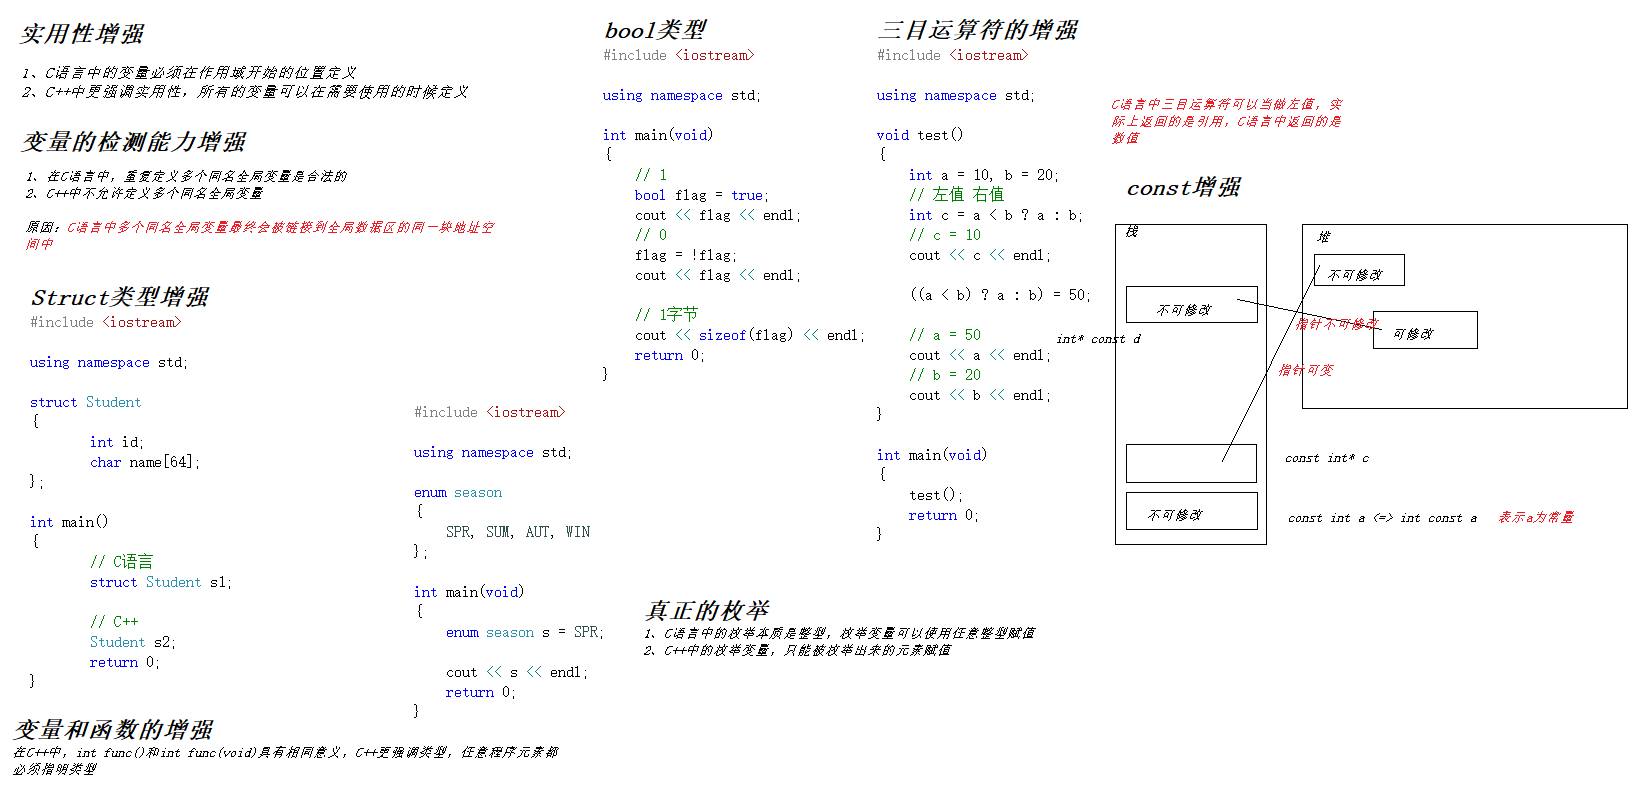 实用性增强
1、C语言中的变量必须在作用域开始的位置定义
2、C++中更强调实用性，所有的变量可以在需要使用的时候定义
变量的检测能力增强
1、在C语言中，重复定义多个同名全局变量是合法的
2、C++中不允许定义多个同名全局变量
原因：C语言中多个同名全局变量最终会被链接到全局数据区的同一块地址空
间中
Struct类型增强
#include <iostream>
using namespace std;
struct Student
{
int id;
char name[64];
};
int main()
{
// C语言
struct Student s1;
// C++
Student s2;
return 0;
}
变量和函数的增强
在C++中，int func()和int func(void)具有相同意义，C++更强调类型，任意程序元素都
必须指明类型
#include <iostream>
using namespace std;
enum season
{
SPR, SUM, AUT, WIN
};
int main(void)
{
enum season s = SPR;
cout << s << endl;
return 0;
}
真正的枚举
1、C语言中的枚举本质是整型，枚举变量可以使用任意整型赋值
2、C++中的枚举变量，只能被枚举出来的元素赋值
bool类型
#include <iostream>
using namespace std;
int main(void)
{
// 1
bool flag = true;
cout << flag << endl;
// 0
flag = !flag;
cout << flag << endl;
// 1字节
cout << sizeof(flag) << endl;
return 0;
}
三目运算符的增强
#include <iostream>
using namespace std;
void test()
{
int a = 10, b = 20;
// 左值 右值
int c = a < b ? a : b;
// c = 10
cout << c << endl;
((a < b) ? a : b) = 50;
// a = 50
cout << a << endl;
// b = 20
cout << b << endl;
}
int main(void)
{
test();
return 0;
}
C语言中三目运算符可以当做左值，实
际上返回的是引用，C语言中返回的是
数值
const增强
栈
堆
不可修改
不可修改
指针不可修改
可修改
int* const d
指针可变
const int* c
不可修改
const int a <=> int const a 表示a为常量